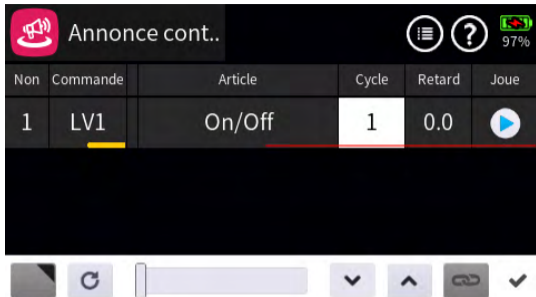 Annonce cont..
97%
Non Commande Article Cycle Retard Joue
1 LV1 On/Off 1 0.0